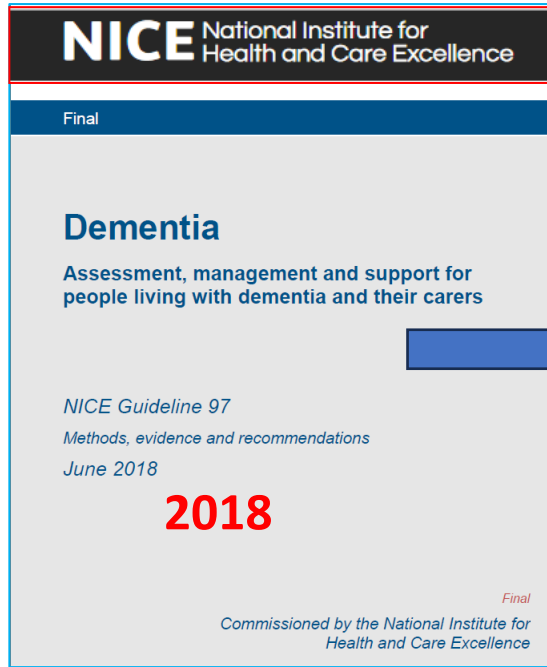 NICE National Institute for
Health and Care Excellence
Final
Dementia
Assessment, management and support for
people living with dementia and their carers
NICE Guideline 97
Methods, evidence and recommendations
June 2018
2018
Final
Commissioned by the National Institute for
Health and Care Excellence